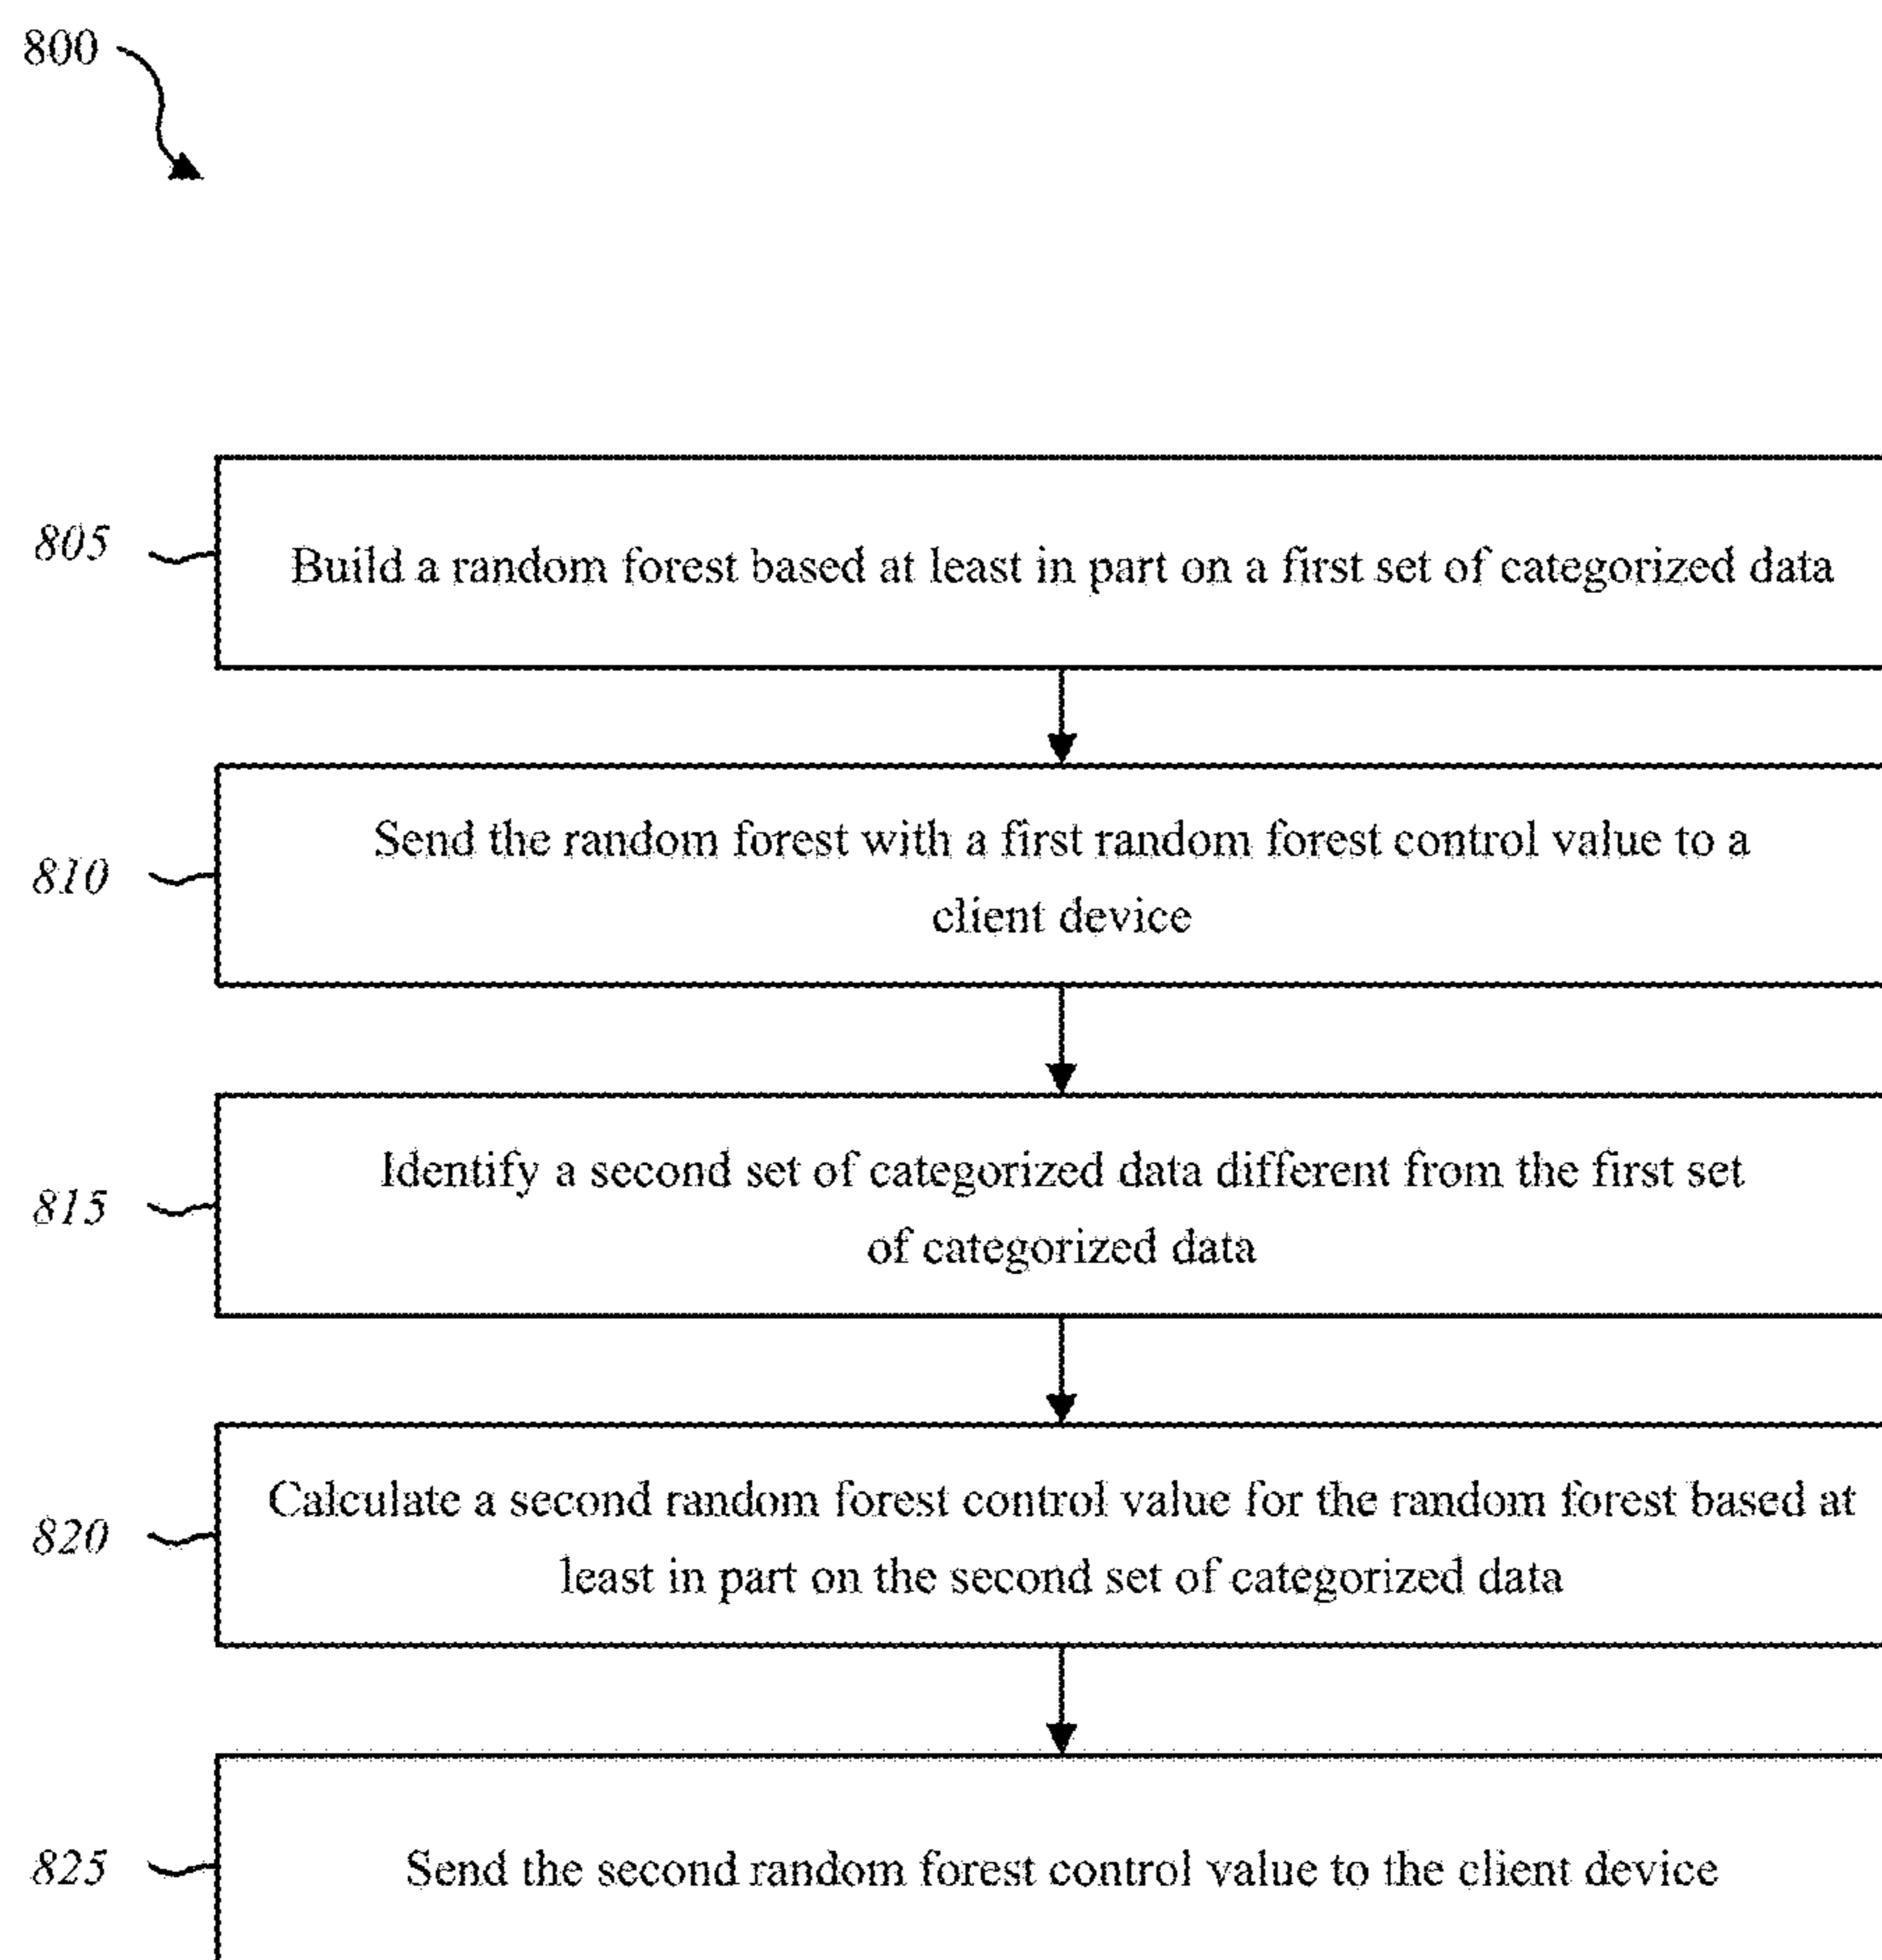 800
805
Build a random forest based at least in part on a first set of categorized data
810
Send the random forest with a first random forest control value to a
client device
815
Identify a second set of categorized data different from the first set
of categorized data
820
Calculate a second random forest control value for the random forest based at
least in part on the second set of categorized data
825
Send the second random forest control value to the client device